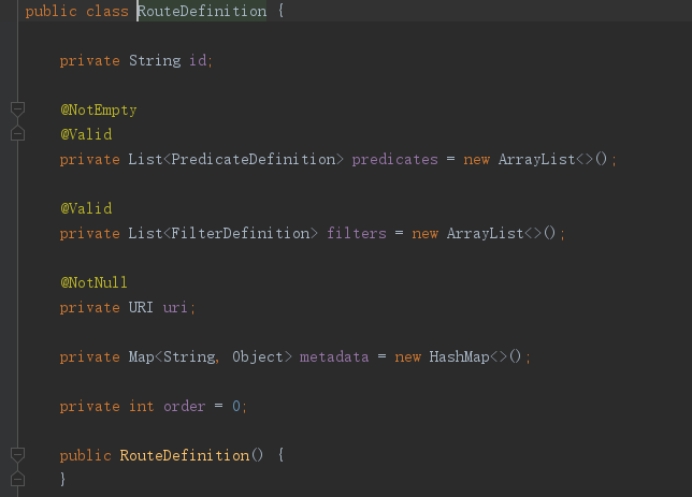 public class RouteDefinition {
private String id;
@NotEmpty
@Valid
private List<PredicateDefinition> predicates = new ArrayList<>();
@Valid
private List<FilterDefinition> filters = new ArrayList<>();
@NotNull
private URI uri;
private Map<String, Object> metadata = new HashMap<>();
private int order = 0;
public RouteDefinition() {
}